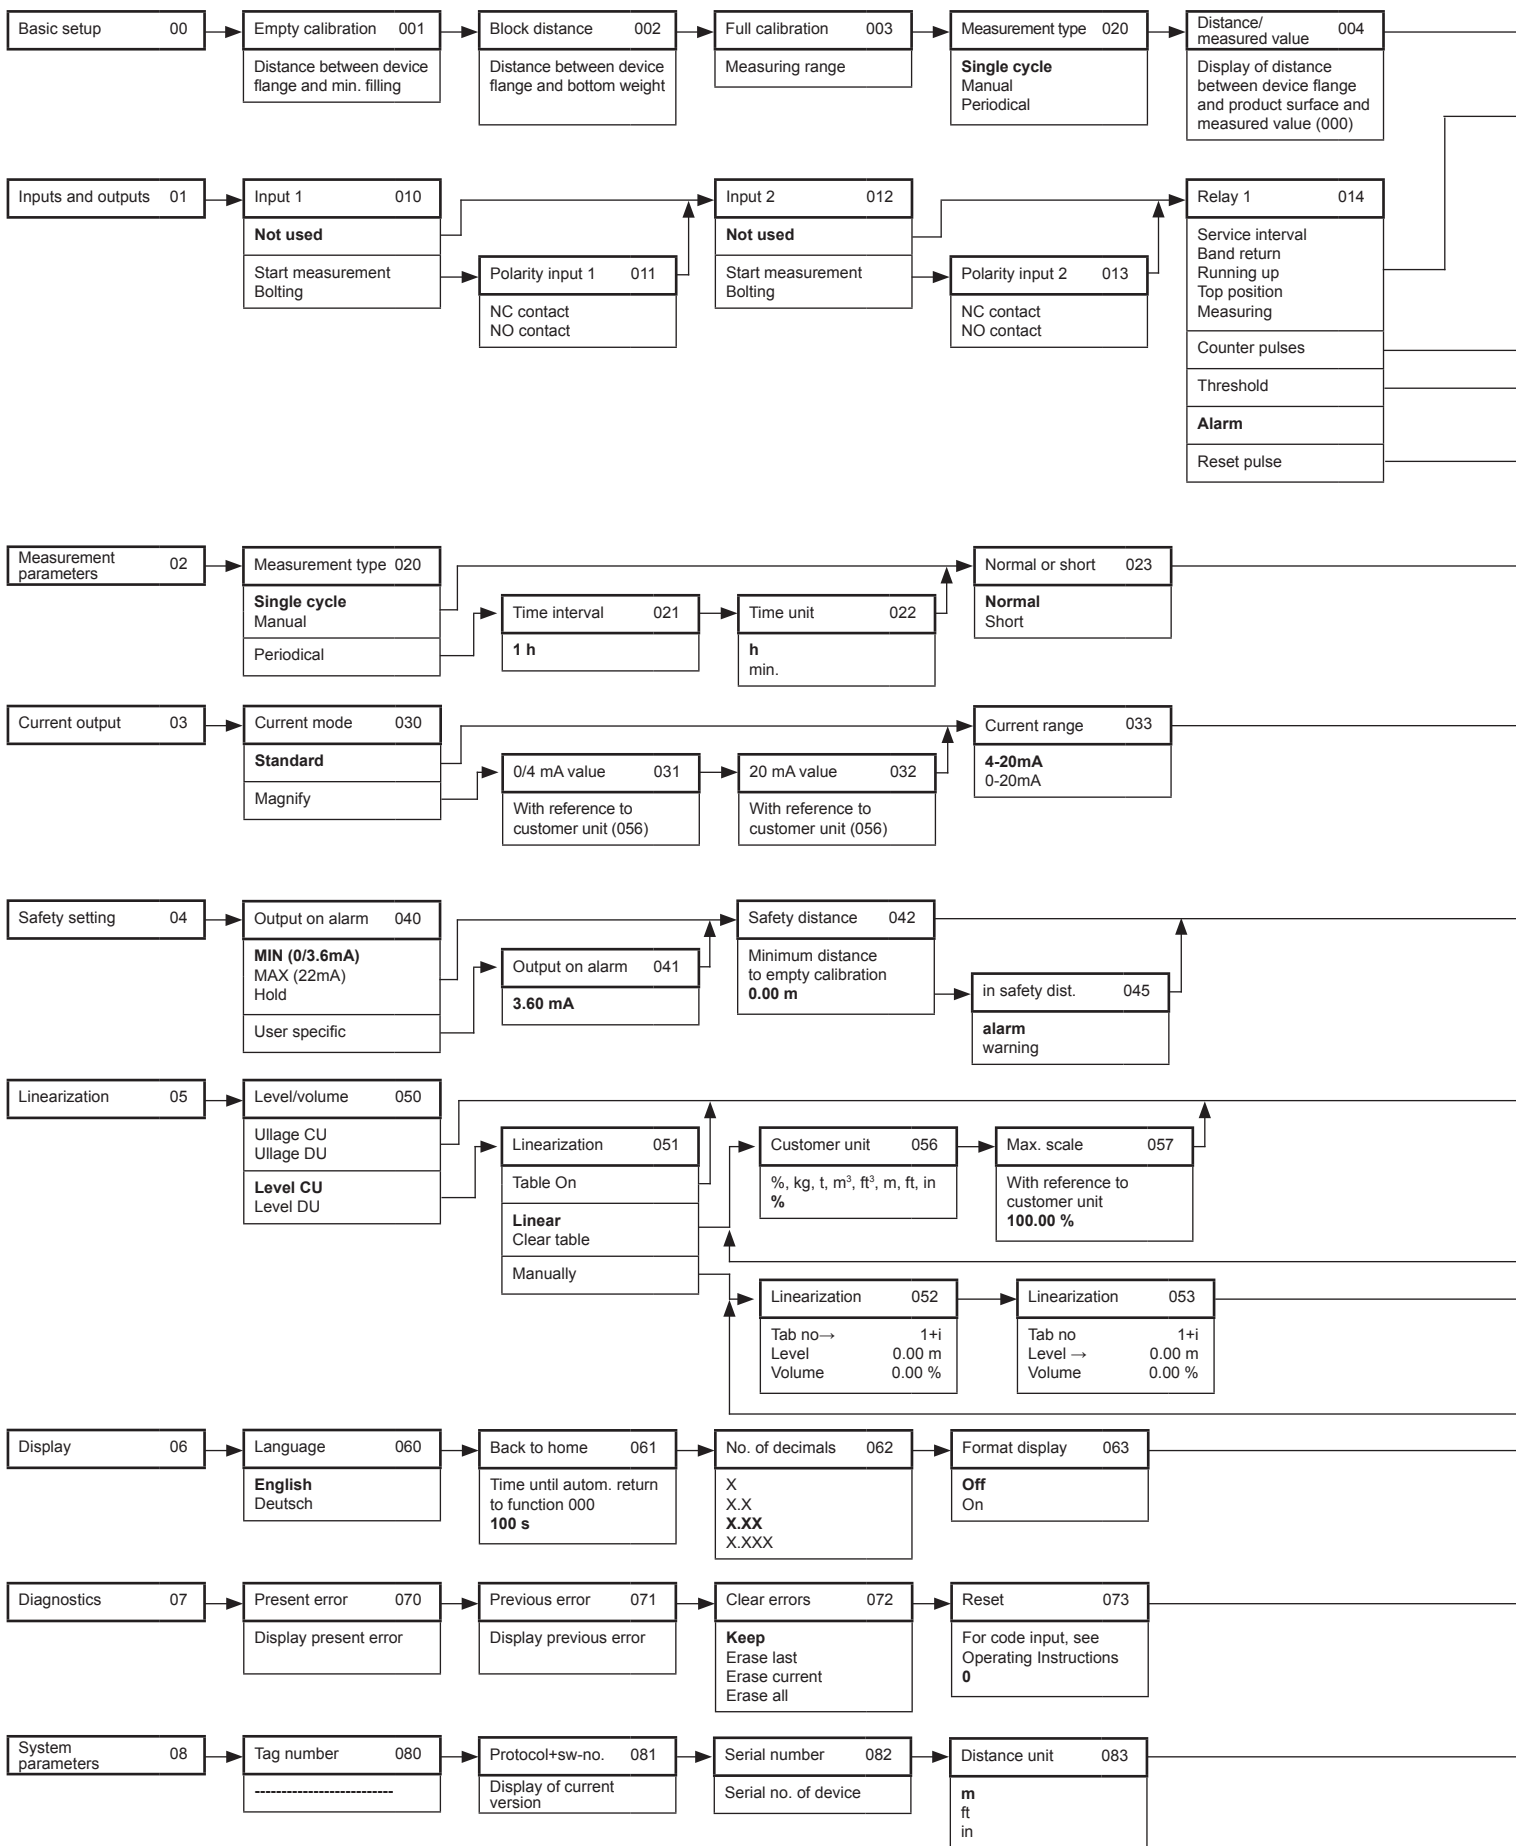 Basic setup 00
Empty calibration 001
Distance between device
flange and min. filling
Block distance 002
Distance between device
flange and bottom weight
Full calibration 003
Measuring range
Measurement type 020
Single cycle
Manual
Periodical
Distance/
measured value 004
Display of distance
between device flange
and product surface and
measured value (000)
Inputs and outputs 01
Input 1 010
Not used
Start measurement
Bolting
Polarity input 1 011
NC contact
NO contact
Input 2 012
Not used
Start measurement
Bolting
Polarity input 2 013
NC contact
NO contact
Relay 1 014
Service interval
Band return
Running up
Top position
Measuring
Counter pulses
Threshold
Alarm
Reset pulse
Measurement
parameters 02
Measurement type 020
Single cycle
Manual
Periodical
Time interval 021
1 h
Time unit 022
h
min.
Normal or short 023
Normal
Short
Current output 03
Current mode 030
Standard
Magnify
0/4 mA value 031
With reference to
customer unit (056)
20 mA value 032
With reference to
customer unit (056)
Current range 033
4-20mA
0-20mA
Safety setting 04
Output on alarm 040
MIN (0/3.6mA)
MAX (22mA)
Hold
User specific
Output on alarm 041
3.60 mA
Safety distance 042
Minimum distance
to empty calibration
0.00 m
in safety dist. 045
alarm
warning
Linearization 05
Level/volume 050
Ullage CU
Ullage DU
Level CU
Level DU
Linearization 051
Table On
Linear
Clear table
Manually
Customer unit 056
%, kg, t, m³, ft³, m, ft, in
%
Max. scale 057
With reference to
customer unit
100.00 %
Linearization 052
Tab no→ 1+i
Level 0.00 m
Volume 0.00 %
Linearization 053
Tab no 1+i
Level → 0.00 m
Volume 0.00 %
Display 06
Language 060
English
Deutsch
Back to home 061
Time until autom. return
to function 000
100 s
No. of decimals 062
X
X.X
X.XX
X.XXX
Format display 063
Off
On
Diagnostics 07
Present error 070
Display present error
Previous error 071
Display previous error
Clear errors 072
Keep
Erase last
Erase current
Erase all
Reset 073
For code input, see
Operating Instructions
0
System
parameters 08
Tag number 080
--------------------------
Protocol+sw-no. 081
Display of current
version
Serial number 082
Serial no. of device
Distance unit 083
m
ft
in